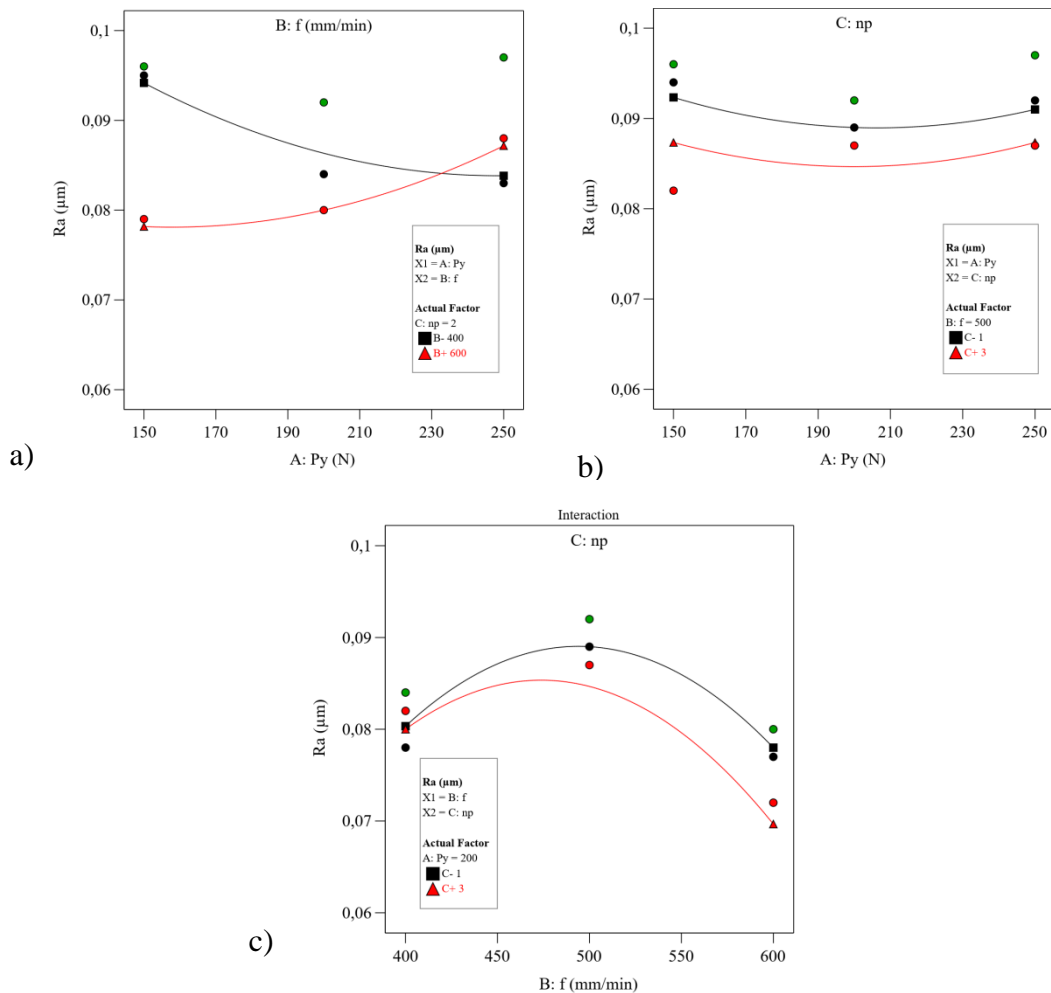 B: f (mm/min)
0,1
0,09
0,08
0,07
0,06
Ra (µm)
Ra (µm)
X1 = A: Py
X2 = B: f
Actual Factor
C: np = 2
B- 400
B+ 600
150 170 190 210 230 250
A: Py (N)
a)
C: np
0,1
0,09
0,08
0,07
0,06
Ra (µm)
Ra (µm)
X1 = A: Py
X2 = C: np
Actual Factor
B: f = 500
C- 1
C+ 3
150 170 190 210 230 250
A: Py (N)
b)
Interaction
C: np
0,1
0,09
0,08
0,07
0,06
Ra (µm)
Ra (µm)
X1 = B: f
X2 = C: np
Actual Factor
A: Py = 200
C- 1
C+ 3
400 450 500 550 600
B: f (mm/min)
c)